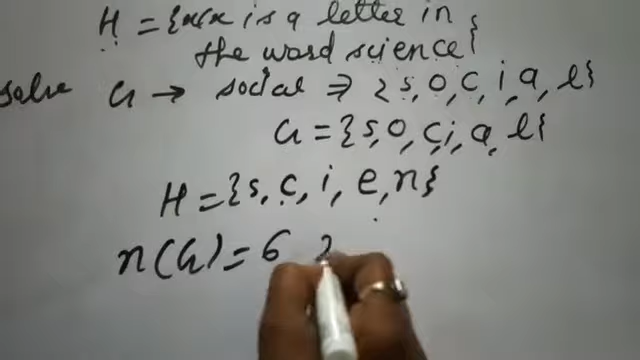 H = {x/x is a letter in
the word science}
solve G → social ⇒ {s, o, c, i, a, l}
G = {s, o, c, i, a, l}
H = {s, c, i, e, n}
n(G) = 6